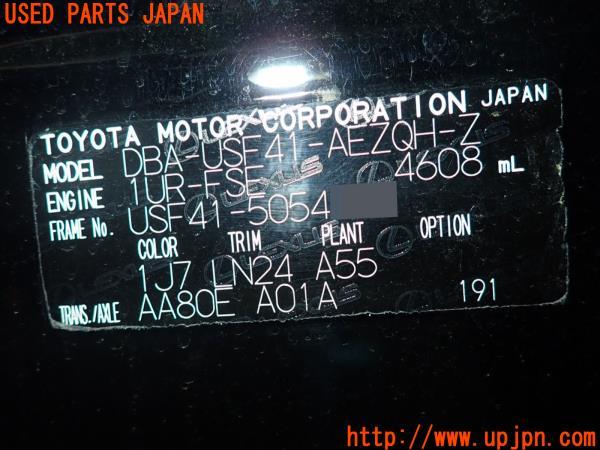 USED PARTS JAPAN
TOYOTA MOTOR CORPORATION JAPAN
MODEL DBA-USF41-AEZQH-Z
ENGINE 1UR-FSE 4608 mL
FRAME No. USF41-5054
COLOR TRIM PLANT OPTION
1J7 LN24 A55
TRANS./AXLE AA80E A01A 191
LEXUS
http://www.upjpn.com